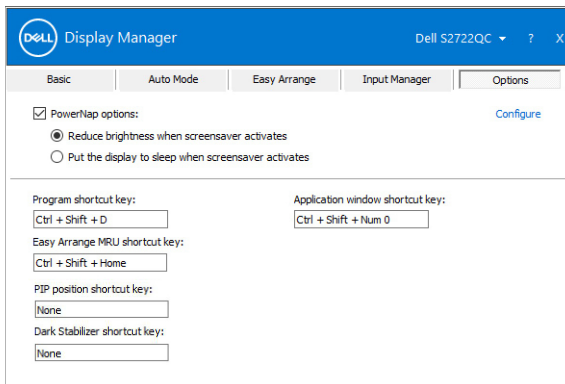 DELL Display Manager Dell S2722QC ? X
Basic Auto Mode Easy Arrange Input Manager Options
PowerNap options: Configure
Reduce brightness when screensaver activates
Put the display to sleep when screensaver activates
Program shortcut key: Application window shortcut key:
Ctrl + Shift + D Ctrl + Shift + Num 0
Easy Arrange MRU shortcut key:
Ctrl + Shift + Home
PIP position shortcut key:
None
Dark Stabilizer shortcut key:
None